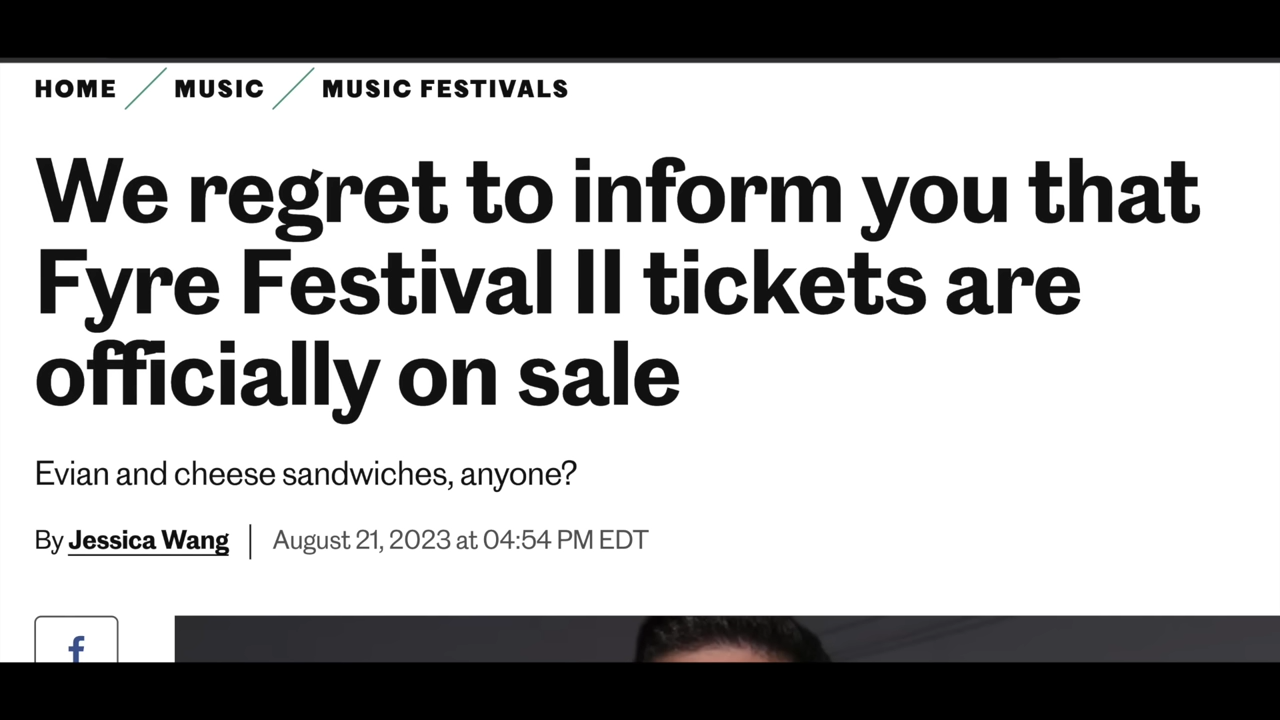 HOME / MUSIC / MUSIC FESTIVALS
We regret to inform you that
Fyre Festival II tickets are
officially on sale
Evian and cheese sandwiches, anyone?
By Jessica Wang | August 21, 2023 at 04:54 PM EDT
f